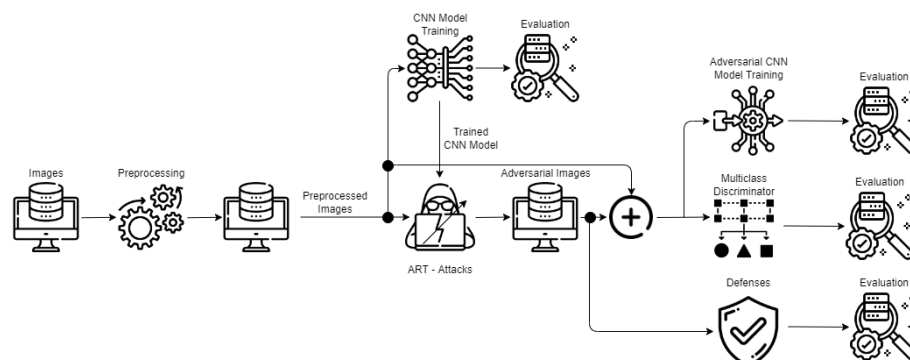 CNN Model
Training
Evaluation
Adversarial CNN
Model Training
Evaluation
Trained
CNN Model
Images
Preprocessing
Preprocessed
Images
Adversarial Images
Multiclass
Discriminator
Evaluation
ART - Attacks
Defenses
Evaluation